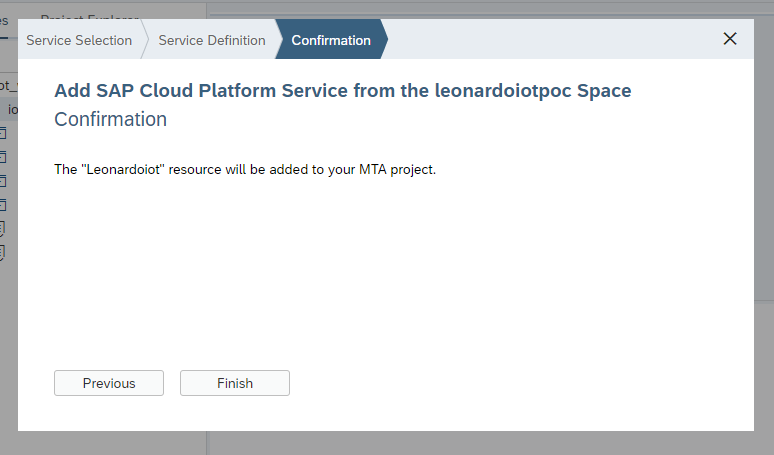 Service Selection
Service Definition
Confirmation
Add SAP Cloud Platform Service from the leonardoiotpoc Space
Confirmation
The "Leonardoiot" resource will be added to your MTA project.
Previous
Finish